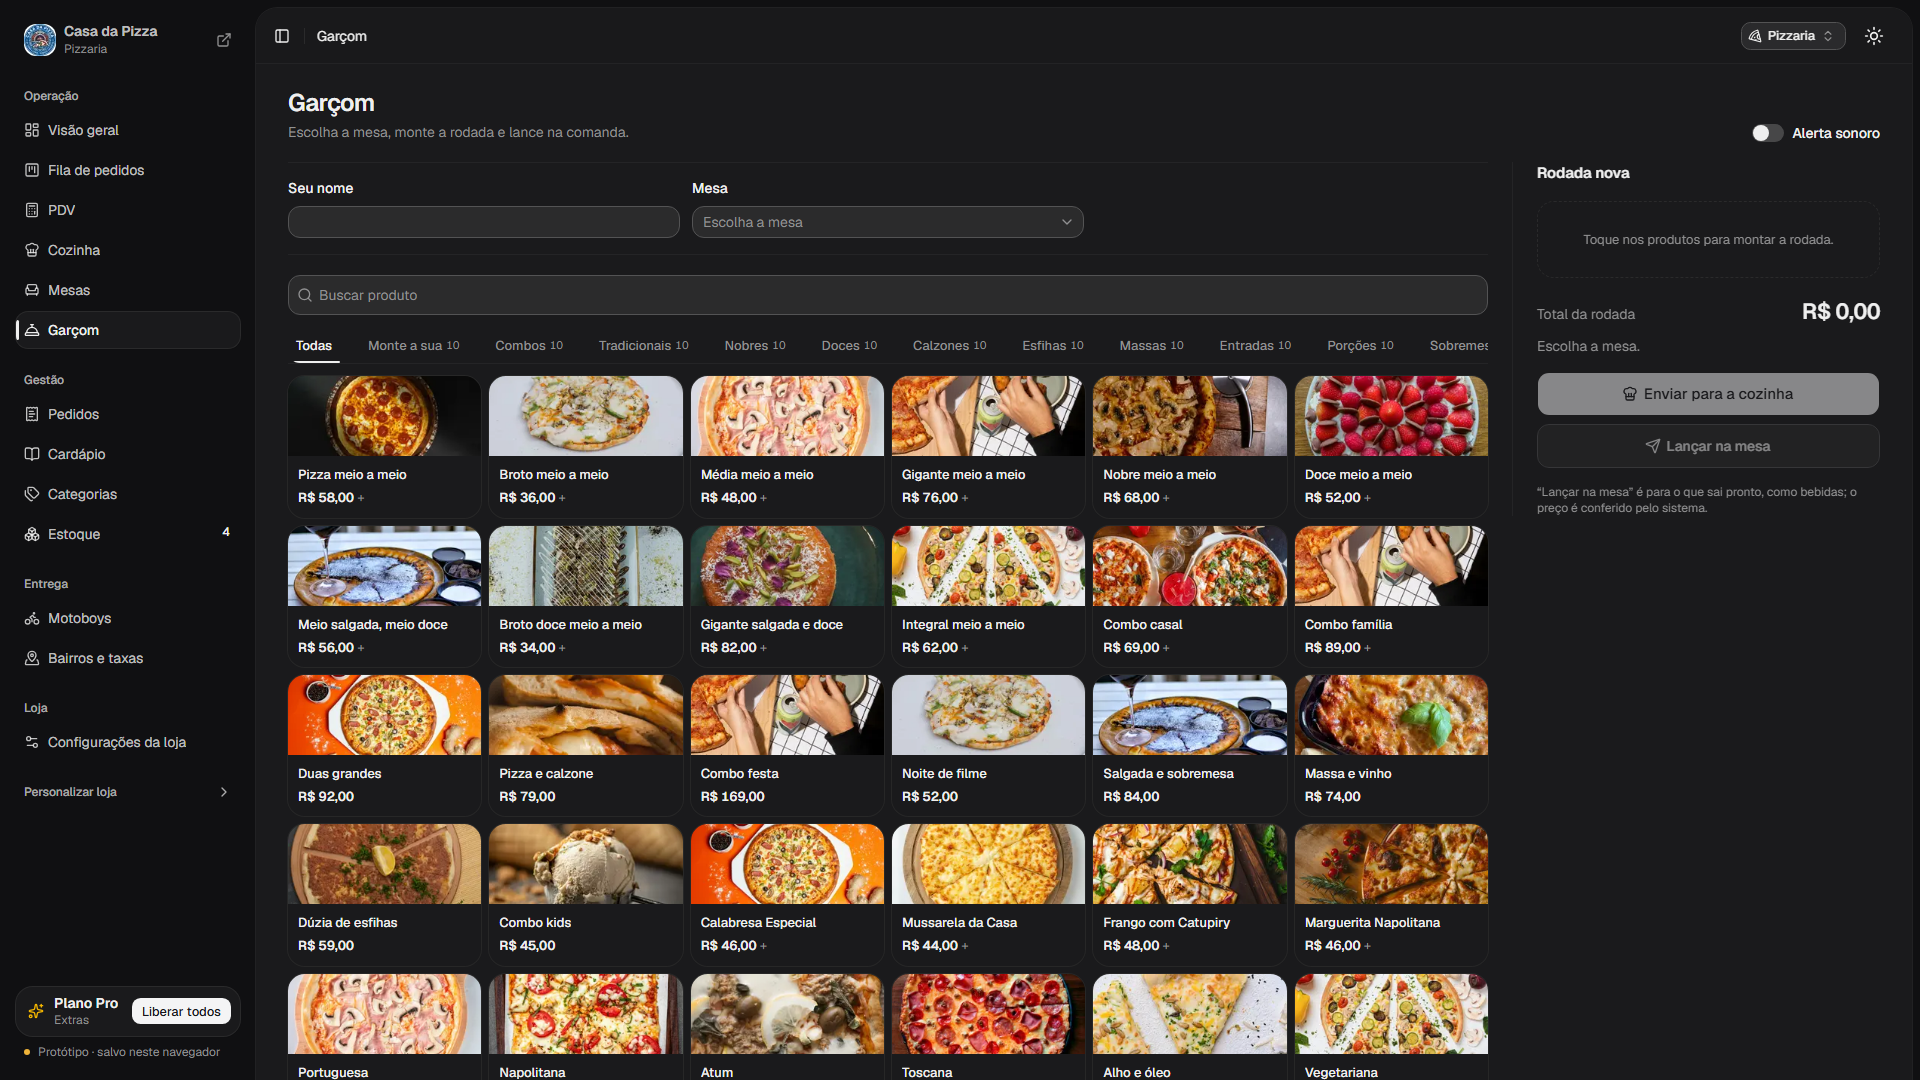 Casa da Pizza
Pizzaria
Operação
Visão geral
Fila de pedidos
PDV
Cozinha
Mesas
Garçom
Gestão
Pedidos
Cardápio
Categorias
Estoque 4
Entrega
Motoboys
Bairros e taxas
Loja
Configurações da loja
Personalizar loja
Plano Pro
Extras
Liberar todos
Protótipo · salvo neste navegador
Garçom
Pizzaria
Garçom
Escolha a mesa, monte a rodada e lance na comanda.
Alerta sonoro
Seu nome
Mesa
Escolha a mesa
Buscar produto
Todas Monte a sua 10 Combos 10 Tradicionais 10 Nobres 10 Doces 10 Calzones 10 Esfihas 10 Massas 10 Entradas 10 Porções 10 Sobremes
Pizza meio a meio
R$ 58,00 +
Broto meio a meio
R$ 36,00 +
Média meio a meio
R$ 48,00 +
Gigante meio a meio
R$ 76,00 +
Nobre meio a meio
R$ 68,00 +
Doce meio a meio
R$ 52,00 +
Meio salgada, meio doce
R$ 56,00 +
Broto doce meio a meio
R$ 34,00 +
Gigante salgada e doce
R$ 82,00 +
Integral meio a meio
R$ 62,00 +
Combo casal
R$ 69,00 +
Combo família
R$ 89,00 +
Duas grandes
R$ 92,00
Pizza e calzone
R$ 79,00
Combo festa
R$ 169,00
Noite de filme
R$ 52,00
Salgada e sobremesa
R$ 84,00
Massa e vinho
R$ 74,00
Dúzia de esfihas
R$ 59,00
Combo kids
R$ 45,00
Calabresa Especial
R$ 46,00 +
Mussarela da Casa
R$ 44,00 +
Frango com Catupiry
R$ 48,00 +
Marguerita Napolitana
R$ 46,00 +
Portuguesa
Napolitana
Atum
Toscana
Alho e óleo
Vegetariana
Rodada nova
Toque nos produtos para montar a rodada.
Total da rodada R$ 0,00
Escolha a mesa.
Enviar para a cozinha
Lançar na mesa
“Lançar na mesa” é para o que sai pronto, como bebidas; o
preço é conferido pelo sistema.